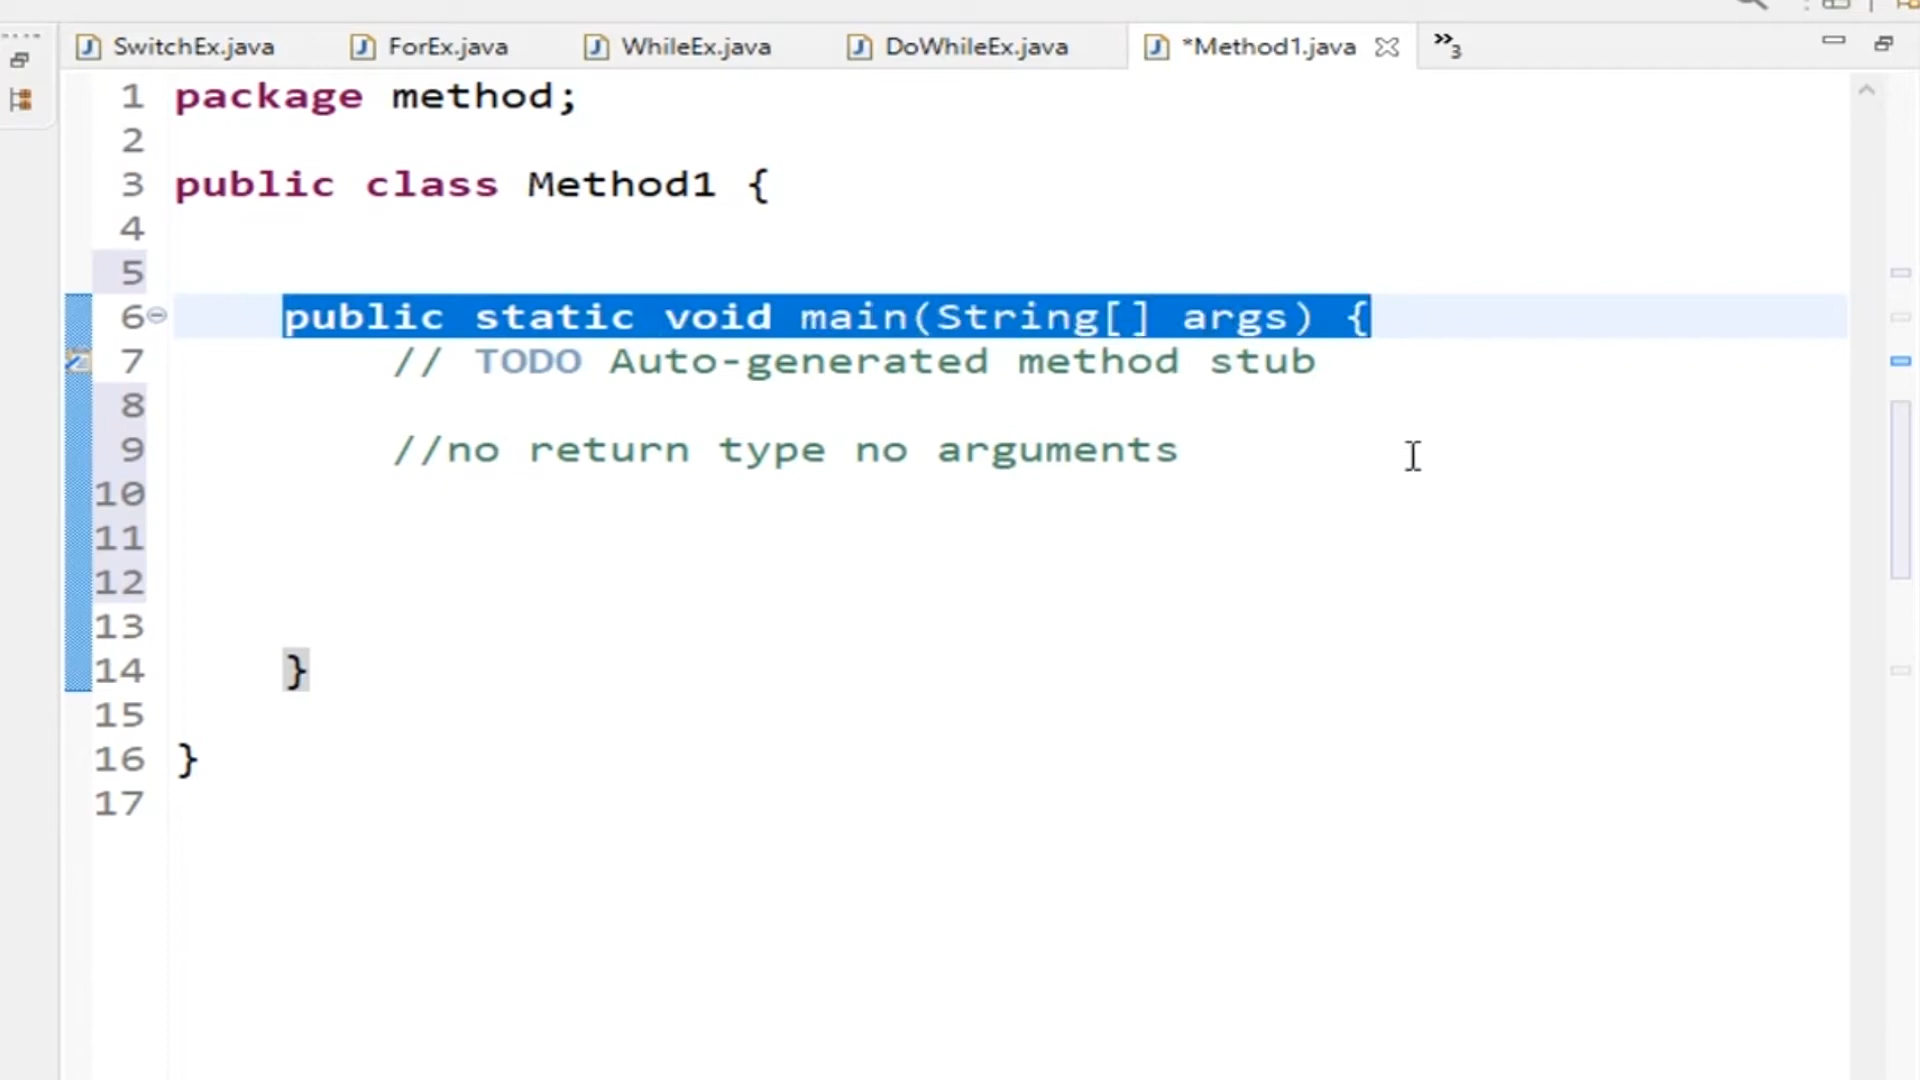 SwitchEx.java ForEx.java WhileEx.java DoWhileEx.java *Method1.java »3
1 package method;
2
3 public class Method1 {
4
5
6 public static void main(String[] args) {
7 // TODO Auto-generated method stub
8
9 //no return type no arguments
10
11
12
13
14 }
15
16 }
17